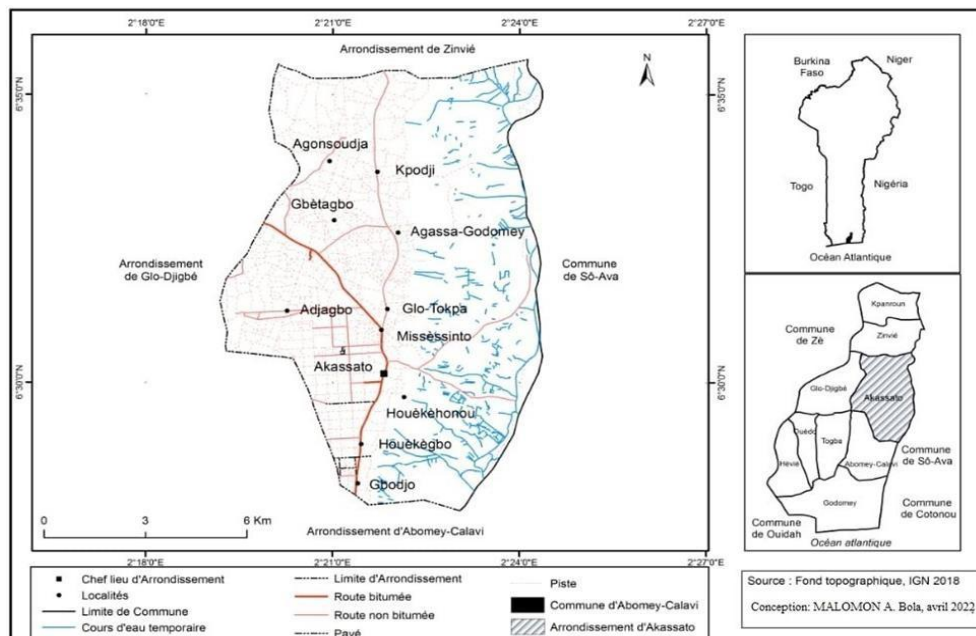 2°18'0"E
2°21'0"E
2°24'0"E
2°27'0"E
Arrondissement de Zinvié
N
6°35'0"N
6°35'0"N
Agonsoudja
Kpodji
Gbètagbo
Agassa-Godomey
Arrondissement
de Glo-Djigbé
Commune
de Sô-Ava
Adjagbo
Glo-Tokpa
Missèssinto
Akassato
6°30'0"N
6°30'0"N
Houèkèhonou
Houèkègbo
Gbodjo
0 3 6 Km
Arrondissement d'Abomey-Calavi
2°18'0"E
2°21'0"E
2°24'0"E
2°27'0"E
Burkina
Faso
Niger
Togo
Nigéria
Océan Atlantique
Kpanroun
Commune
de Zè
Zinvié
Glo-Djigbé
Akassato
Ouèdo
Togba
Hêvié
Commune
de Sô-Ava
Abomey-Calavi
Godomey
Commune
de Cotonou
Commune
de Ouidah
Océan atlantique
Chef lieu d'Arrondissement
Localités
Limite de Commune
Cours d'eau temporaire
Limite d'Arrondissement
Route bitumée
Route non bitumée
Pavé
Piste
Commune d'Abomey-Calavi
Arrondissement d'Akassato
Source : Fond topographique, IGN 2018
Conception: MALOMON A. Bola, avril 2022